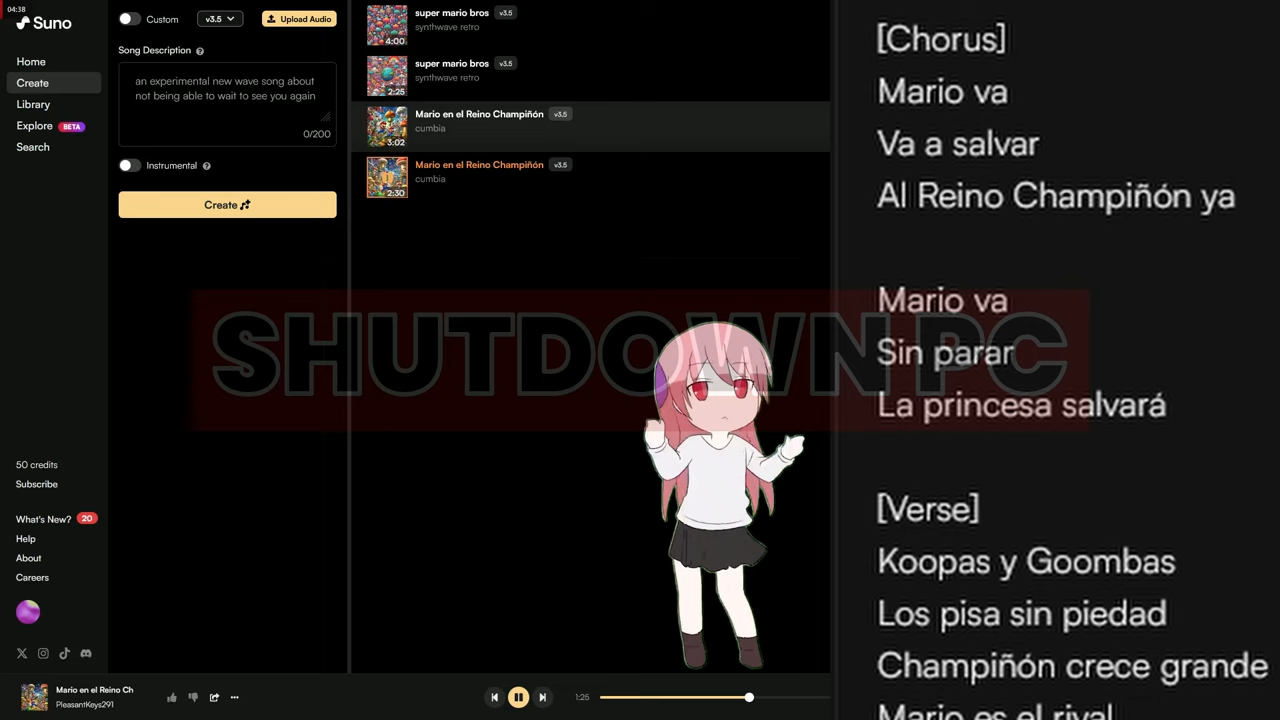 04:38
Suno
Home
Create
Library
Explore BETA
Search
50 credits
Subscribe
What's New? 20
Help
About
Careers
Custom
v3.5
Upload Audio
Song Description
an experimental new wave song about
not being able to wait to see you again
0/200
Instrumental
Create
super mario bros v3.5
synthwave retro
4:00
super mario bros v3.5
synthwave retro
2:25
Mario en el Reino Champiñón v3.5
cumbia
3:02
Mario en el Reino Champiñón v3.5
cumbia
2:30
SHUTDOWN PC
[Chorus]
Mario va
Va a salvar
Al Reino Champiñón ya
Mario va
Sin parar
La princesa salvará
[Verse]
Koopas y Goombas
Los pisa sin piedad
Champiñón crece grande
Mario es el rival
Mario en el Reino Ch
PleasantKeys291
1:25